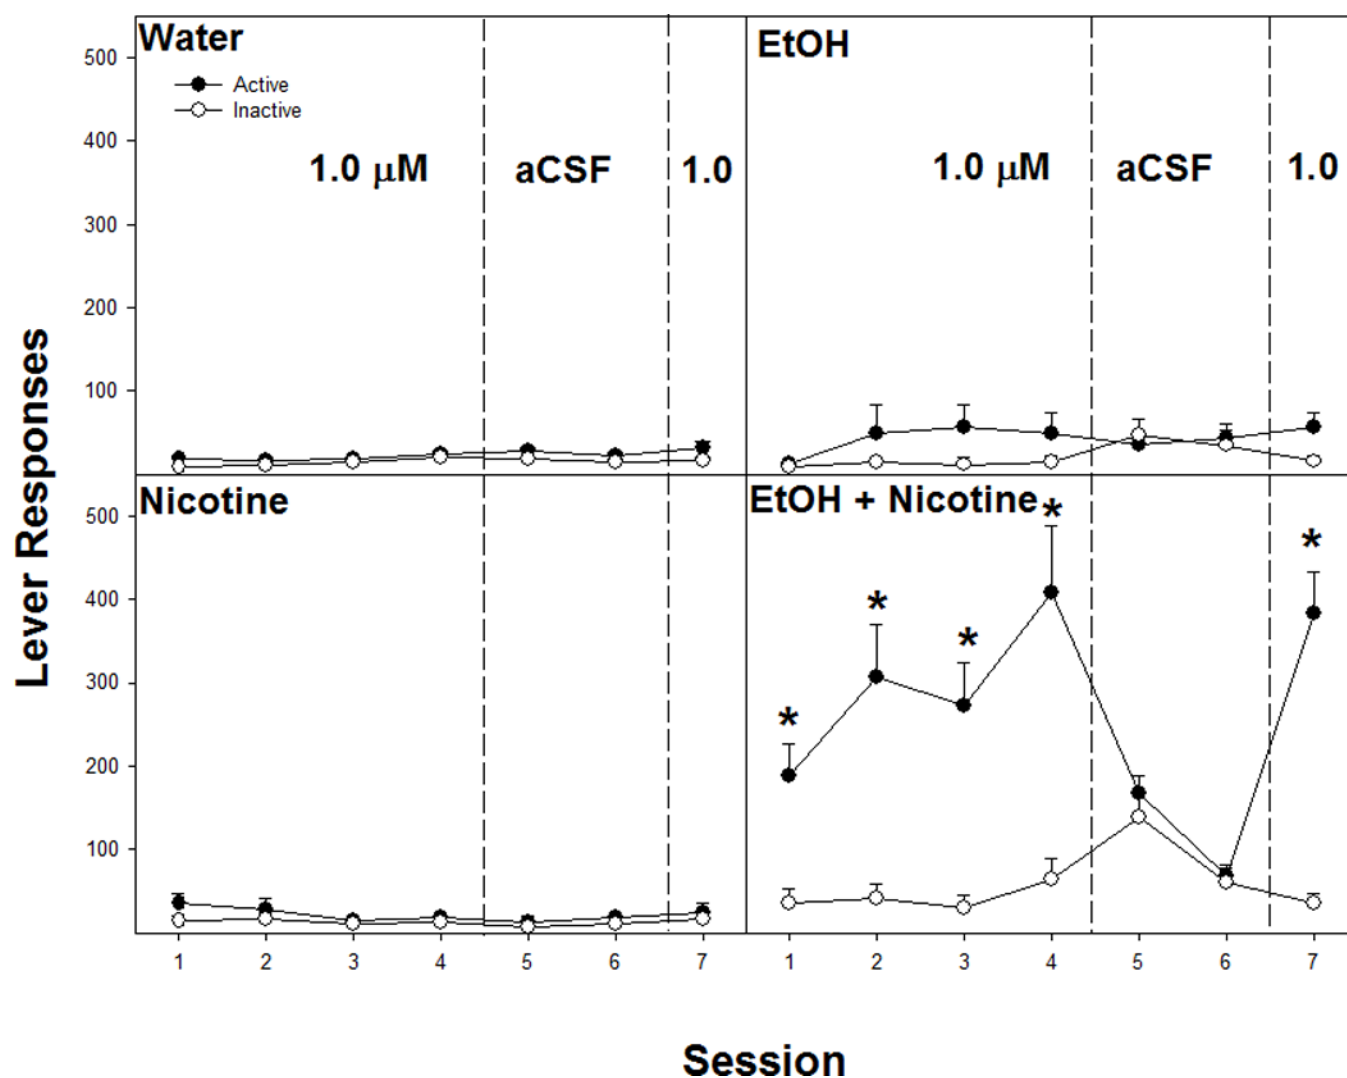 Water
EtOH
Active
Inactive
1.0 μM
aCSF
1.0
1.0 μM
aCSF
1.0
500
400
300
200
100
Nicotine
EtOH + Nicotine
*
*
*
*
*
500
400
300
200
100
Lever Responses
1 2 3 4 5 6 7
1 2 3 4 5 6 7
Session